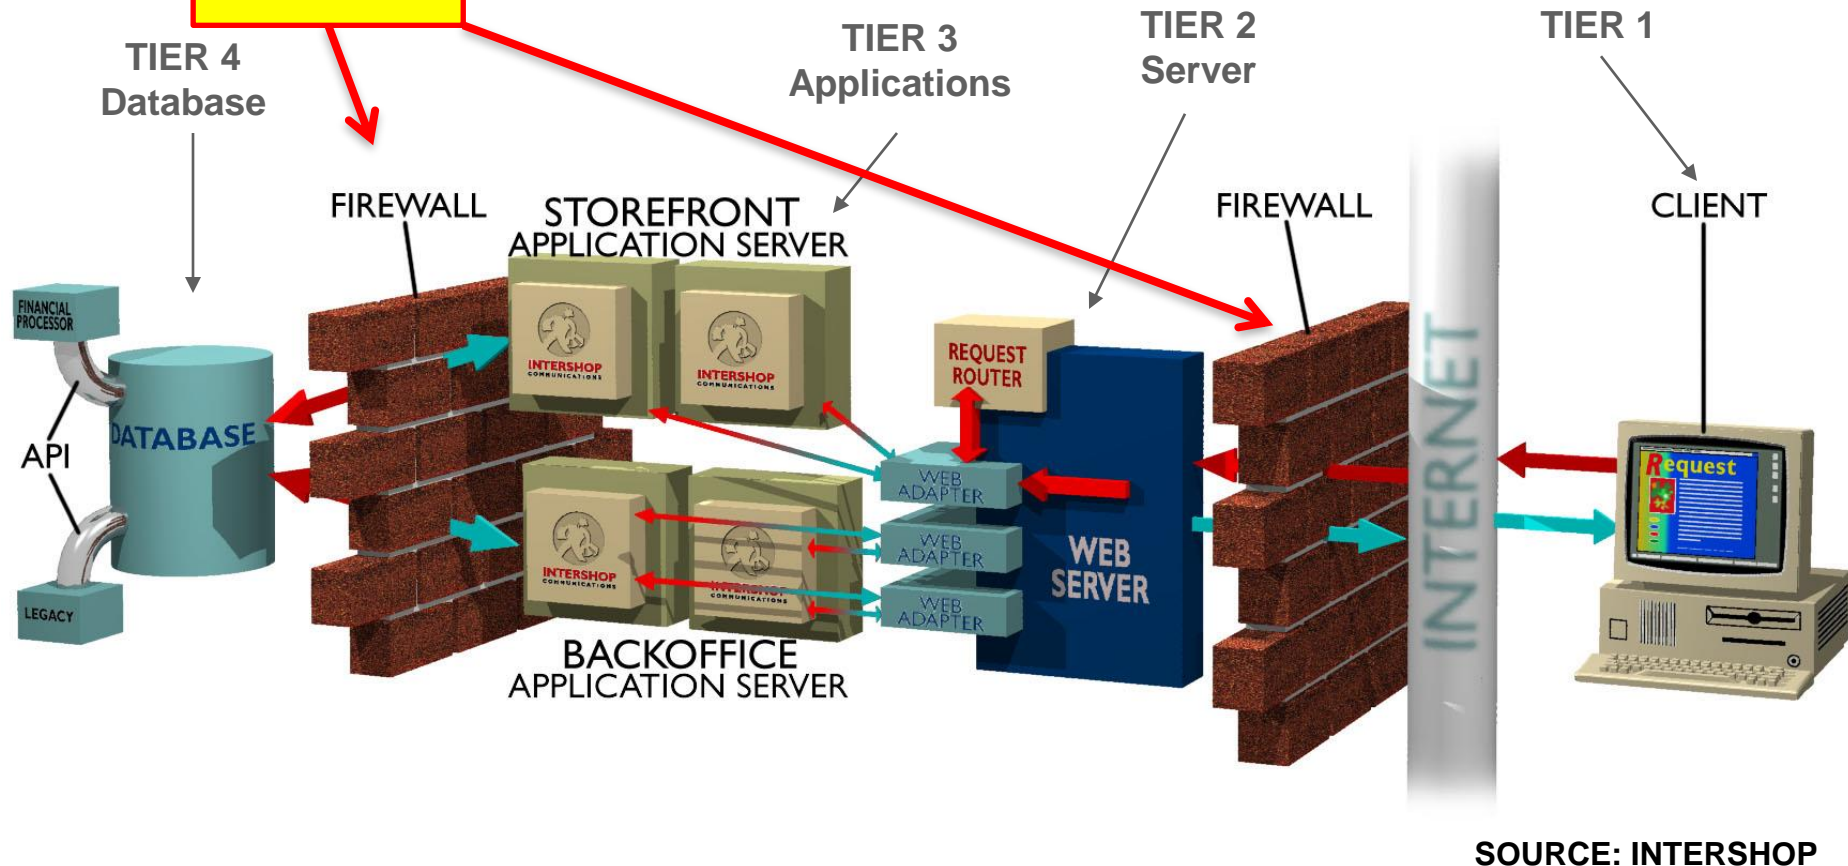 TIER 4
Database
TIER 3
Applications
TIER 2
Server
TIER 1
FIREWALL
STOREFRONT
APPLICATION SERVER
FIREWALL
CLIENT
FINANCIAL
PROCESSOR
API
DATABASE
LEGACY
INTERSHOP
COMMUNICATIONS
INTERSHOP
COMMUNICATIONS
INTERSHOP
COMMUNICATIONS
INTERSHOP
COMMUNICATIONS
BACKOFFICE
APPLICATION SERVER
REQUEST
ROUTER
WEB
ADAPTER
WEB
ADAPTER
WEB
ADAPTER
WEB
SERVER
INTERNET
Request
SOURCE: INTERSHOP